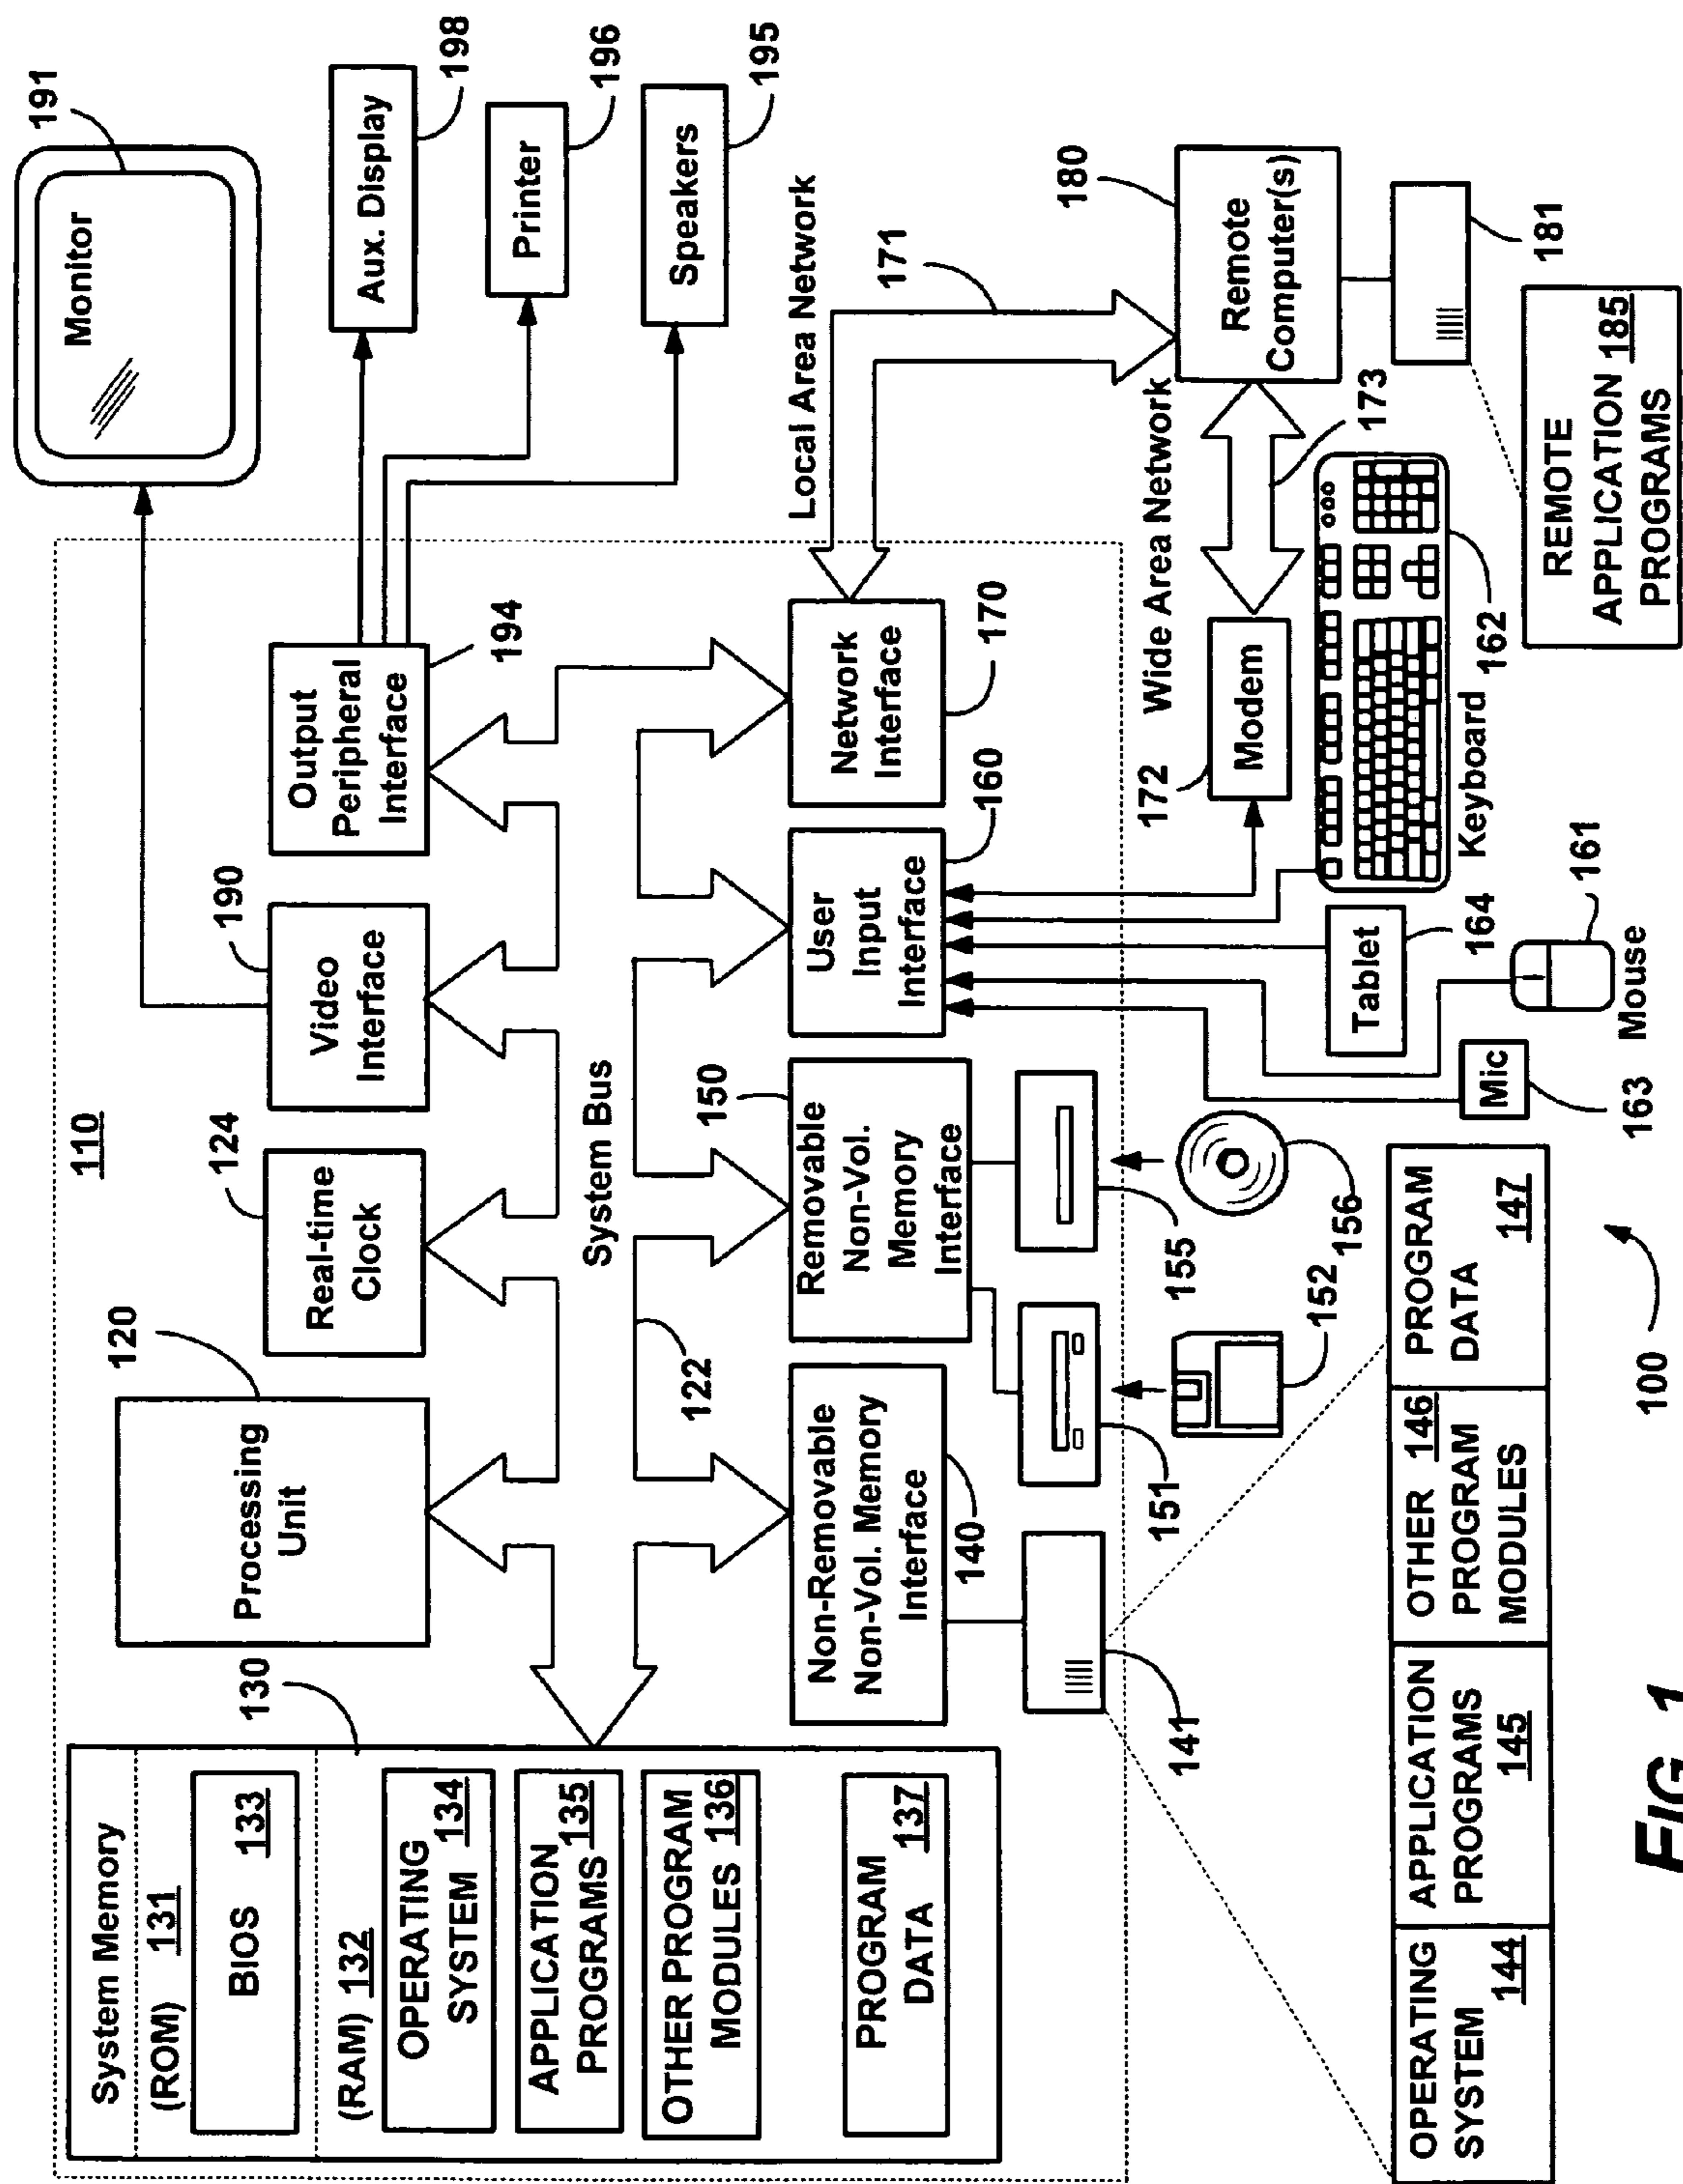 Monitor
191
110
System Memory
(ROM) 131
BIOS 133
130
(RAM) 132
OPERATING
SYSTEM 134
APPLICATION
PROGRAMS 135
OTHER PROGRAM
MODULES 136
PROGRAM
DATA 137
120
Processing
Unit
124
Real-time
Clock
190
Video
Interface
Output
Peripheral
Interface
194
Aux. Display
198
Printer
196
Speakers
195
System Bus
122
Non-Removable
Non-Vol. Memory
Interface
140
150
Removable
Non-Vol.
Memory
Interface
User
Input
Interface
160
Network
Interface
170
Local Area Network
171
180
Remote
Computer(s)
Wide Area Network
173
172
Modem
181
141
151
152
155
156
Keyboard
162
Tablet
164
Mouse
161
Mic
163
REMOTE
APPLICATION 185
PROGRAMS
OPERATING
SYSTEM 144
APPLICATION
PROGRAMS
145
OTHER 146
PROGRAM
MODULES
PROGRAM
DATA 147
100
FIG. 1